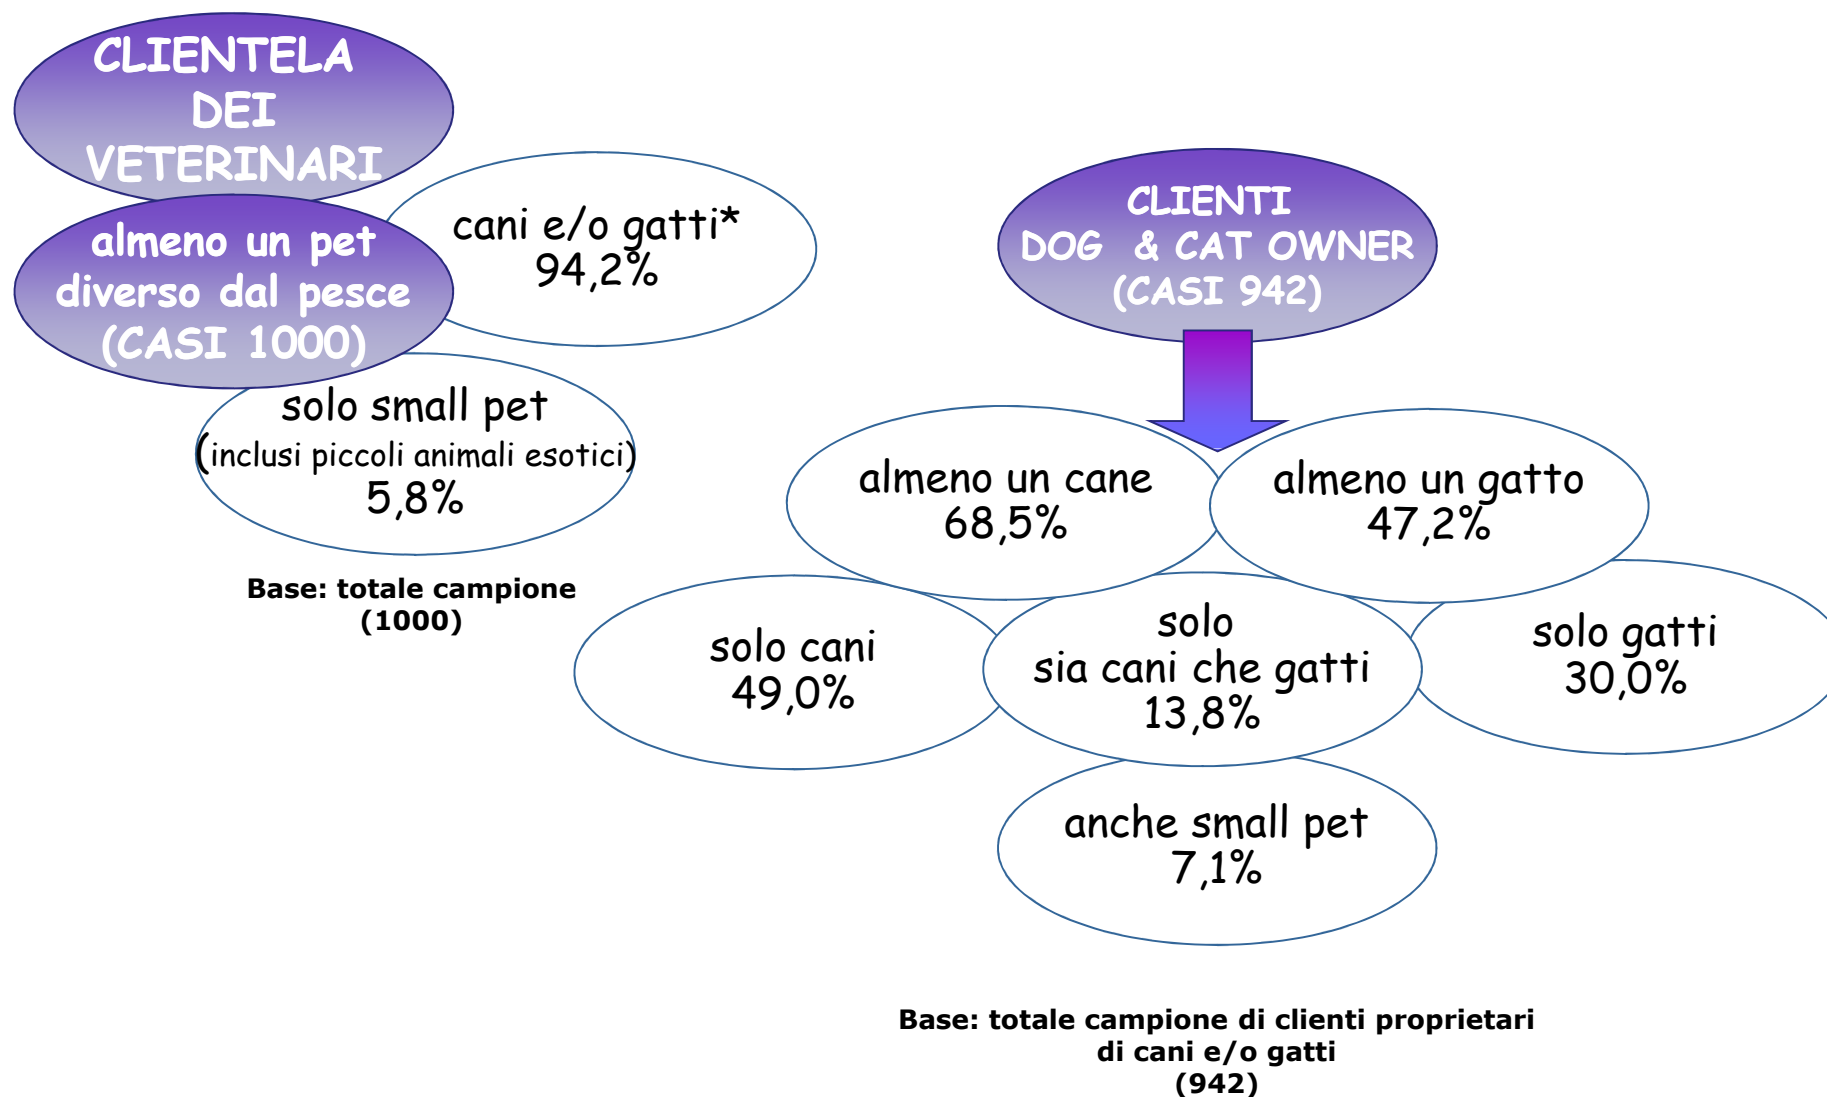 CLIENTELA
DEI
VETERINARI
almeno un pet
diverso dal pesce
(CASI 1000)
cani e/o gatti*
94,2%
solo small pet
(inclusi piccoli animali esotici)
5,8%
Base: totale campione
(1000)
CLIENTI
DOG & CAT OWNER
(CASI 942)
almeno un cane
68,5%
almeno un gatto
47,2%
solo cani
49,0%
solo
sia cani che gatti
13,8%
solo gatti
30,0%
anche small pet
7,1%
Base: totale campione di clienti proprietari
di cani e/o gatti
(942)